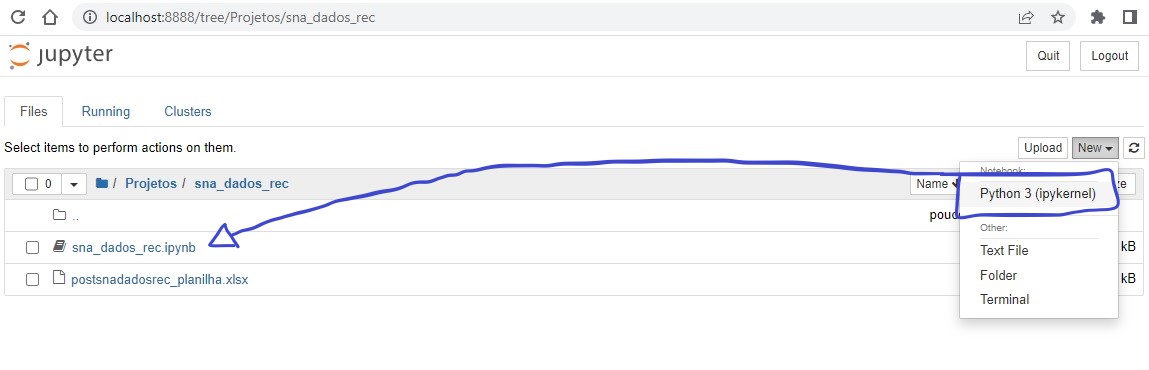 localhost:8888/tree/Projetos/sna_dados_rec
jupyter
Quit
Logout
Files
Running
Clusters
Select items to perform actions on them.
Upload
New
0
/ Projetos / sna_dados_rec
Name
Notebook:
Python 3 (ipykernel)
..
Other:
sna_dados_rec.ipynb
kB
Text File
postsnadadosrec_planilha.xlsx
kB
Folder
Terminal